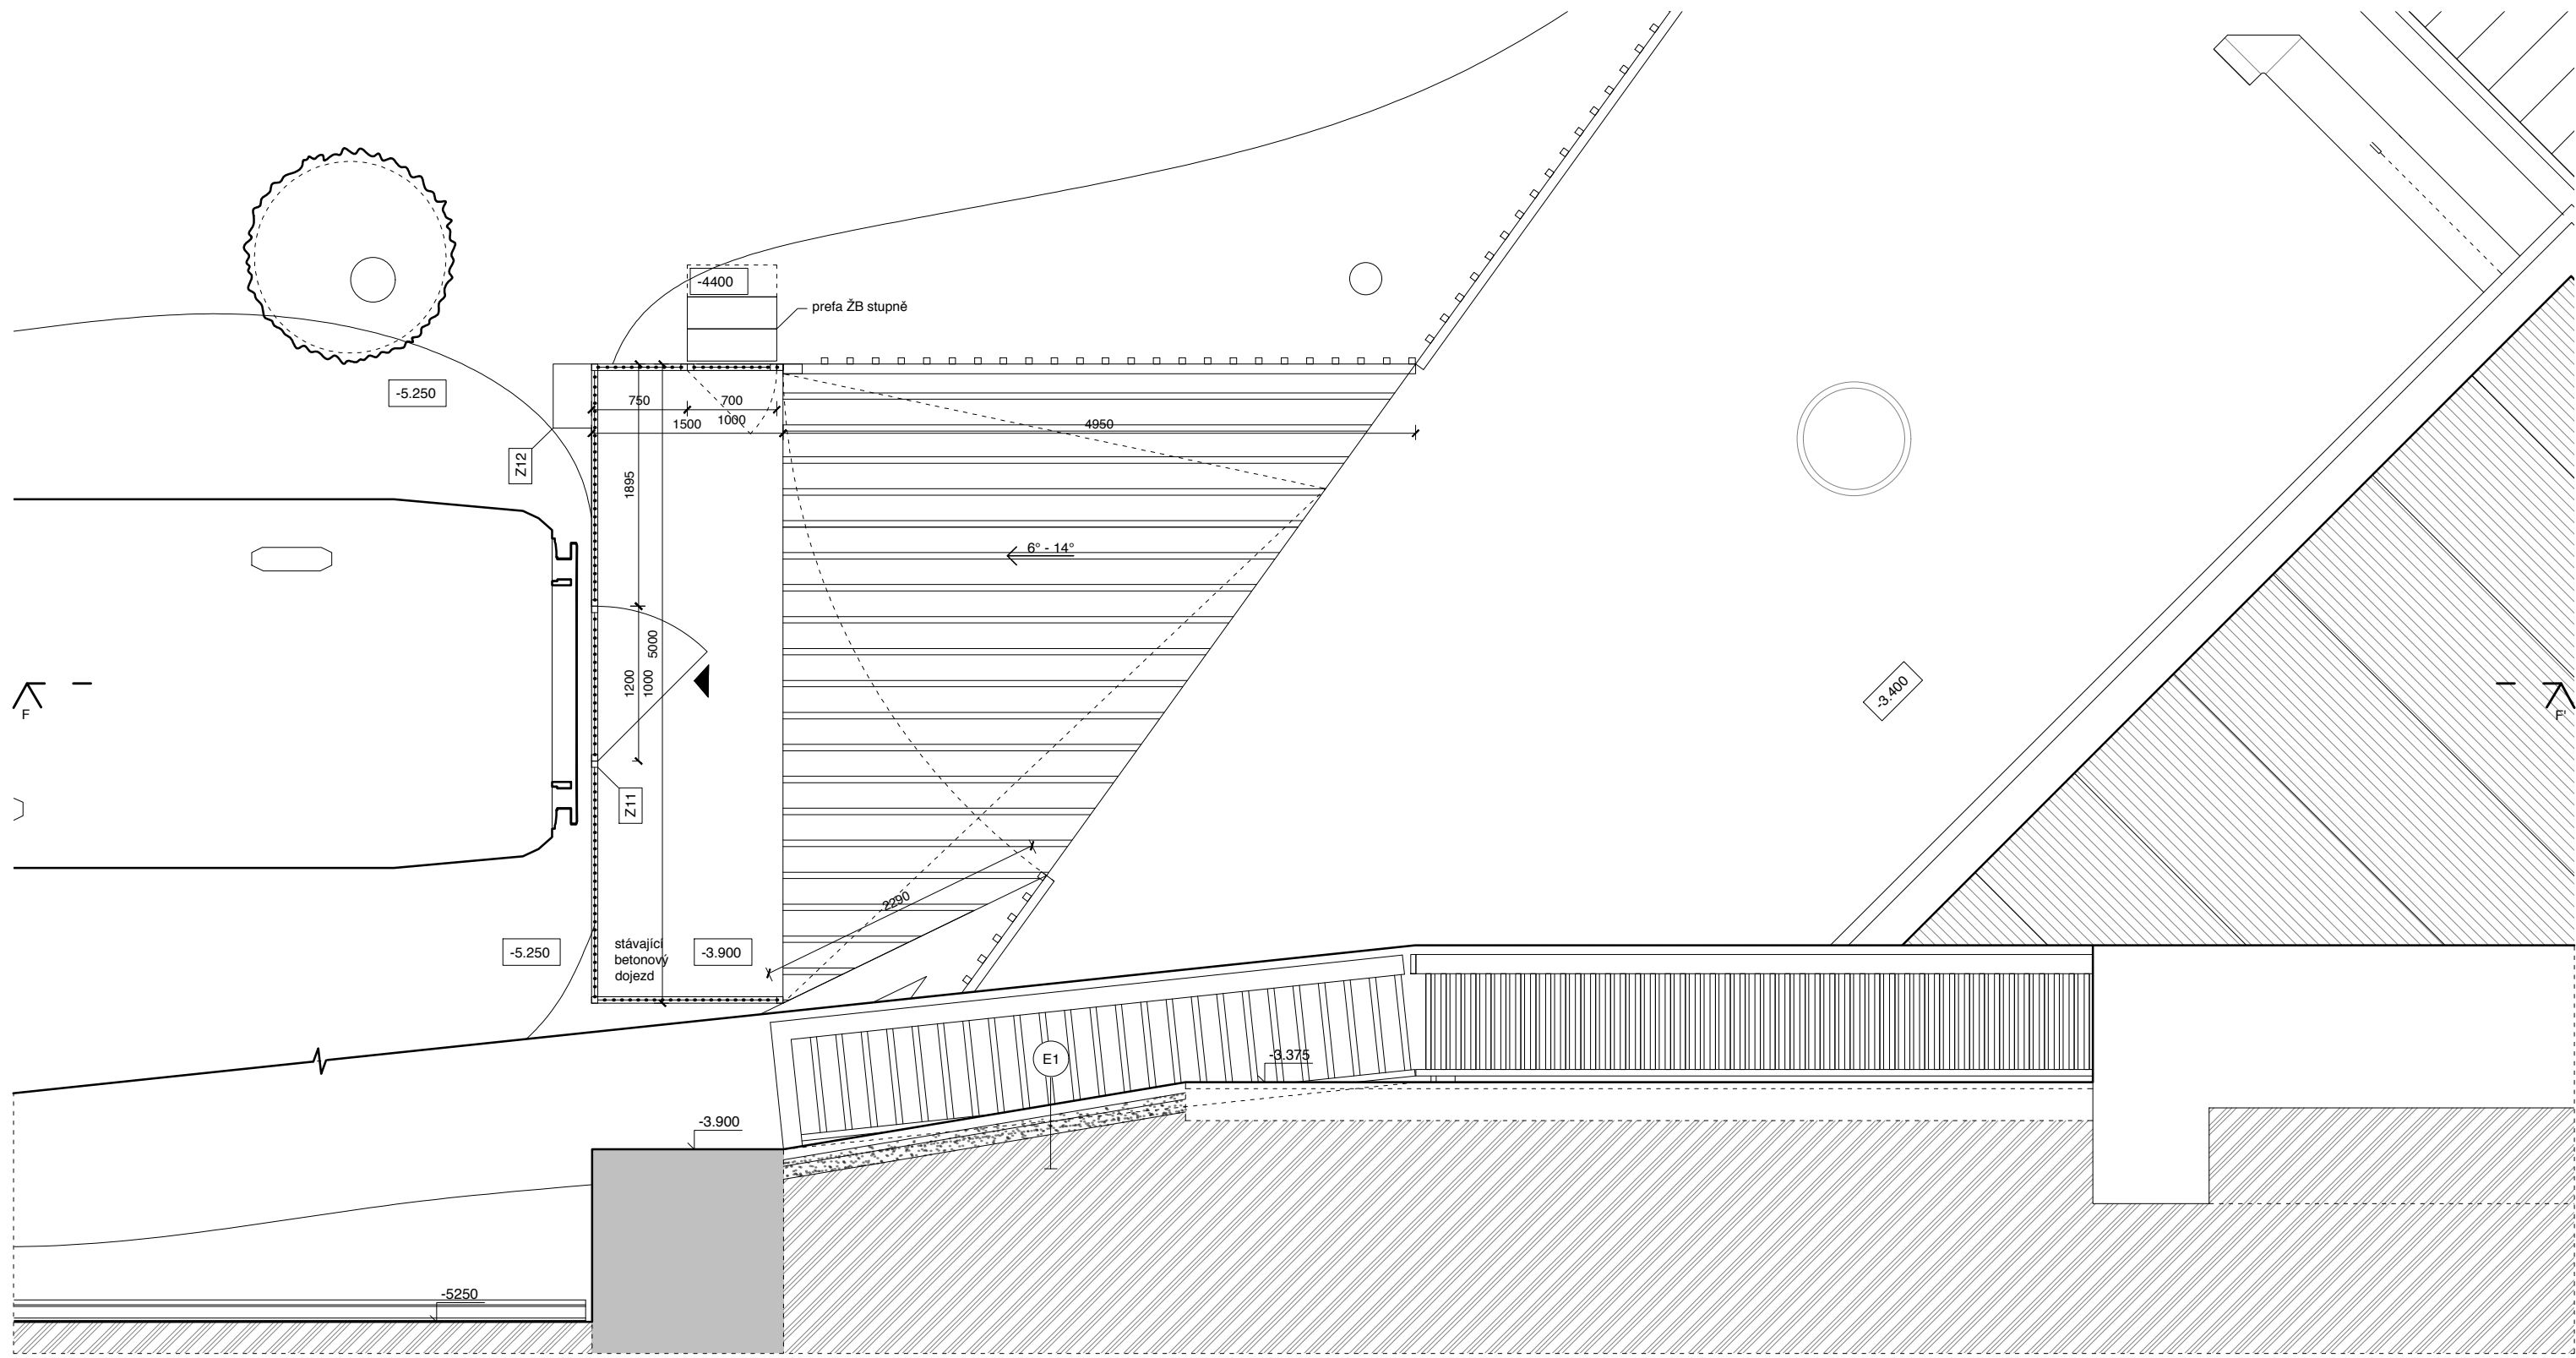 -4400
prefa ŽB stupně
-5.250
750
700
1000
1500
4950
Z12
1895
6° - 14°
5000
1200
1000
F
-3.400
F'
Z11
2290
-5.250
stávající
betonový
dojezd
-3.900
E1
-3.375
-3.900
-5250